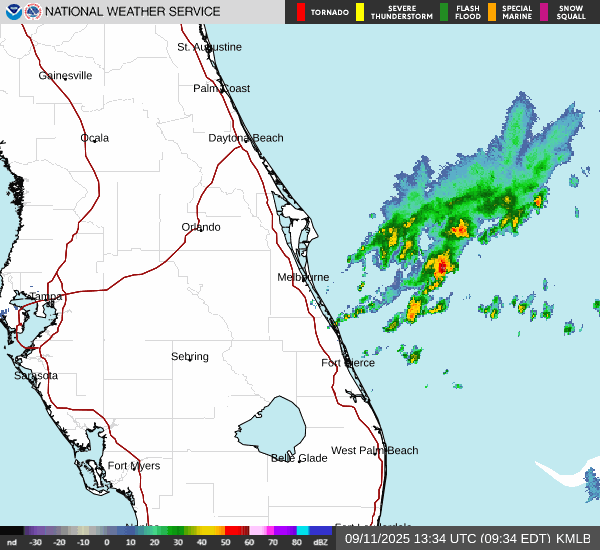 NATIONAL WEATHER SERVICE
TORNADO
SEVERE
THUNDERSTORM
FLASH
FLOOD
SPECIAL
MARINE
SNOW
SQUALL
St. Augustine
Gainesville
Palm Coast
Ocala
Daytona Beach
Orlando
Melbourne
Tampa
Sebring
Fort Pierce
Sarasota
West Palm Beach
Belle Glade
Fort Myers
nd -30 -20 -10 0 10 20 30 40 50 60 70 80 dBZ
09/11/2025 13:34 UTC (09:34 EDT) KMLB